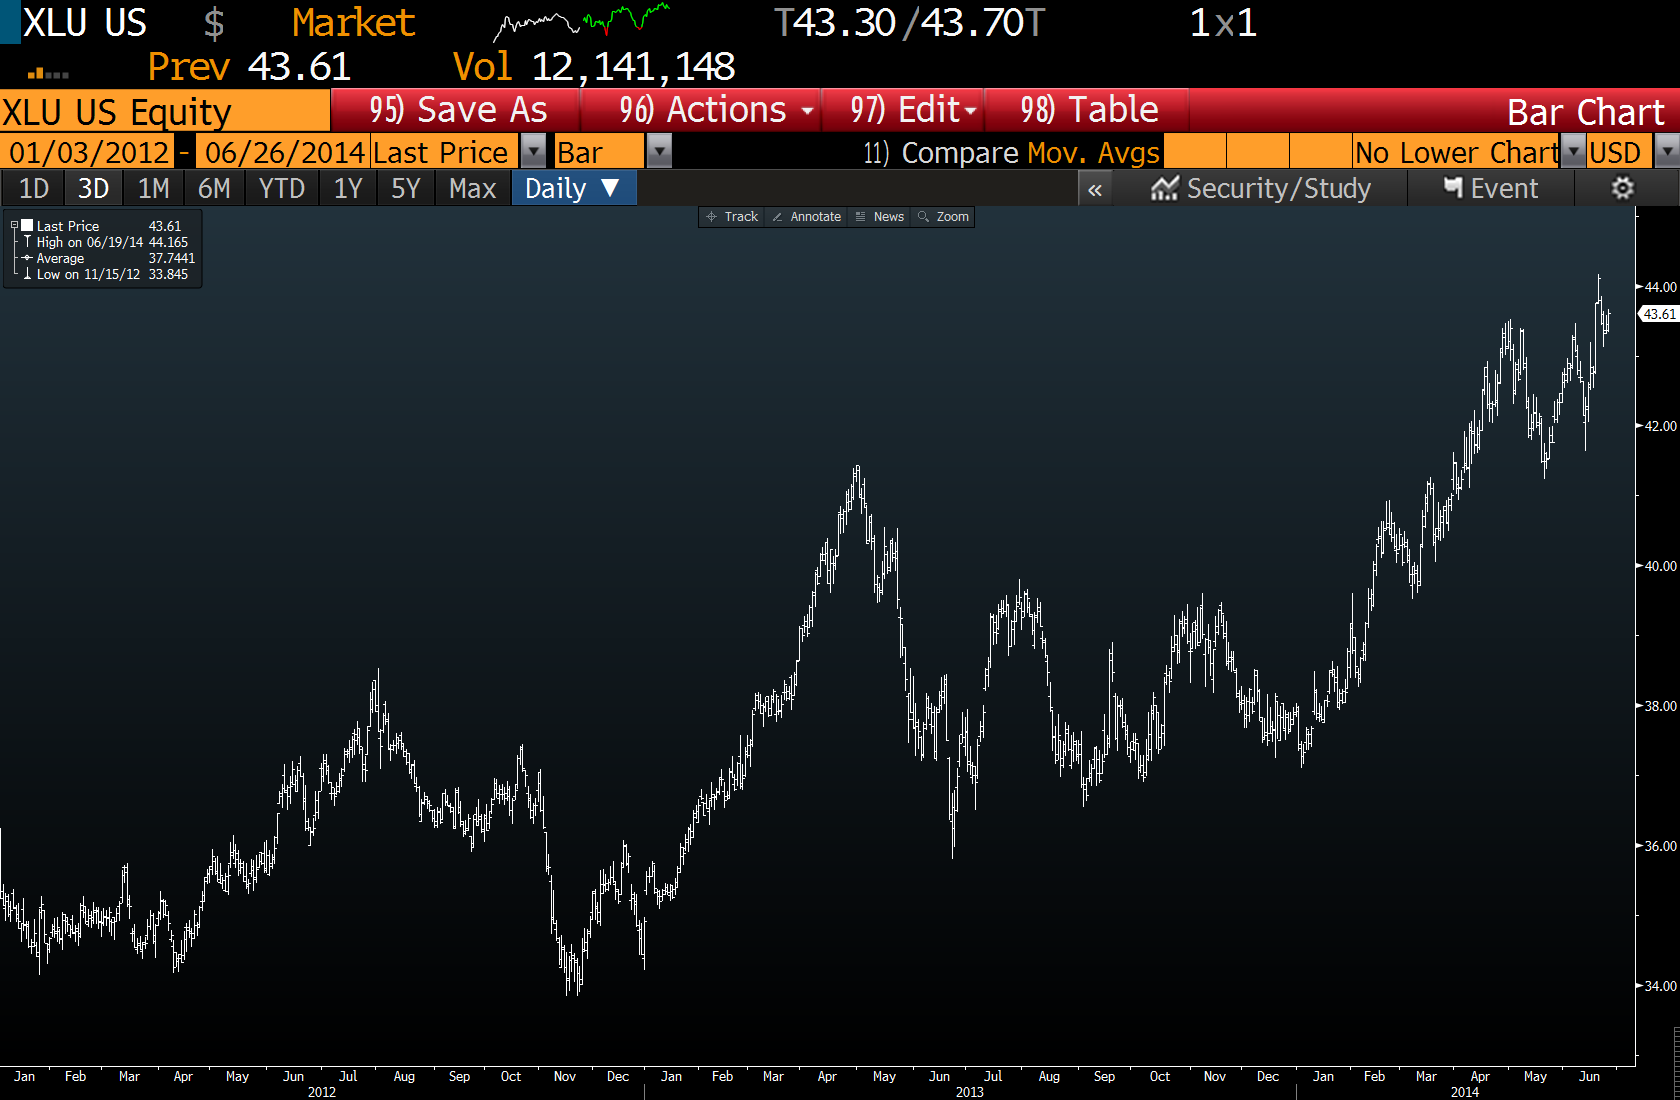 XLU US $ Market T43.30/43.70T 1x1
Prev 43.61 Vol 12,141,148
XLU US Equity 95) Save As 96) Actions 97) Edit 98) Table Bar Chart
01/03/2012 - 06/26/2014 Last Price Bar 11) Compare Mov. Avgs No Lower Chart USD
1D 3D 1M 6M YTD 1Y 5Y Max Daily ▼ « Security/Study Event
Track Annotate News Zoom
Last Price 43.61
High on 06/19/14 44.165
Average 37.7441
Low on 11/15/12 33.845
44.00
43.61
42.00
40.00
38.00
36.00
34.00
Jan Feb Mar Apr May Jun Jul Aug Sep Oct Nov Dec Jan Feb Mar Apr May Jun Jul Aug Sep Oct Nov Dec Jan Feb Mar Apr May Jun
2012 2013 2014